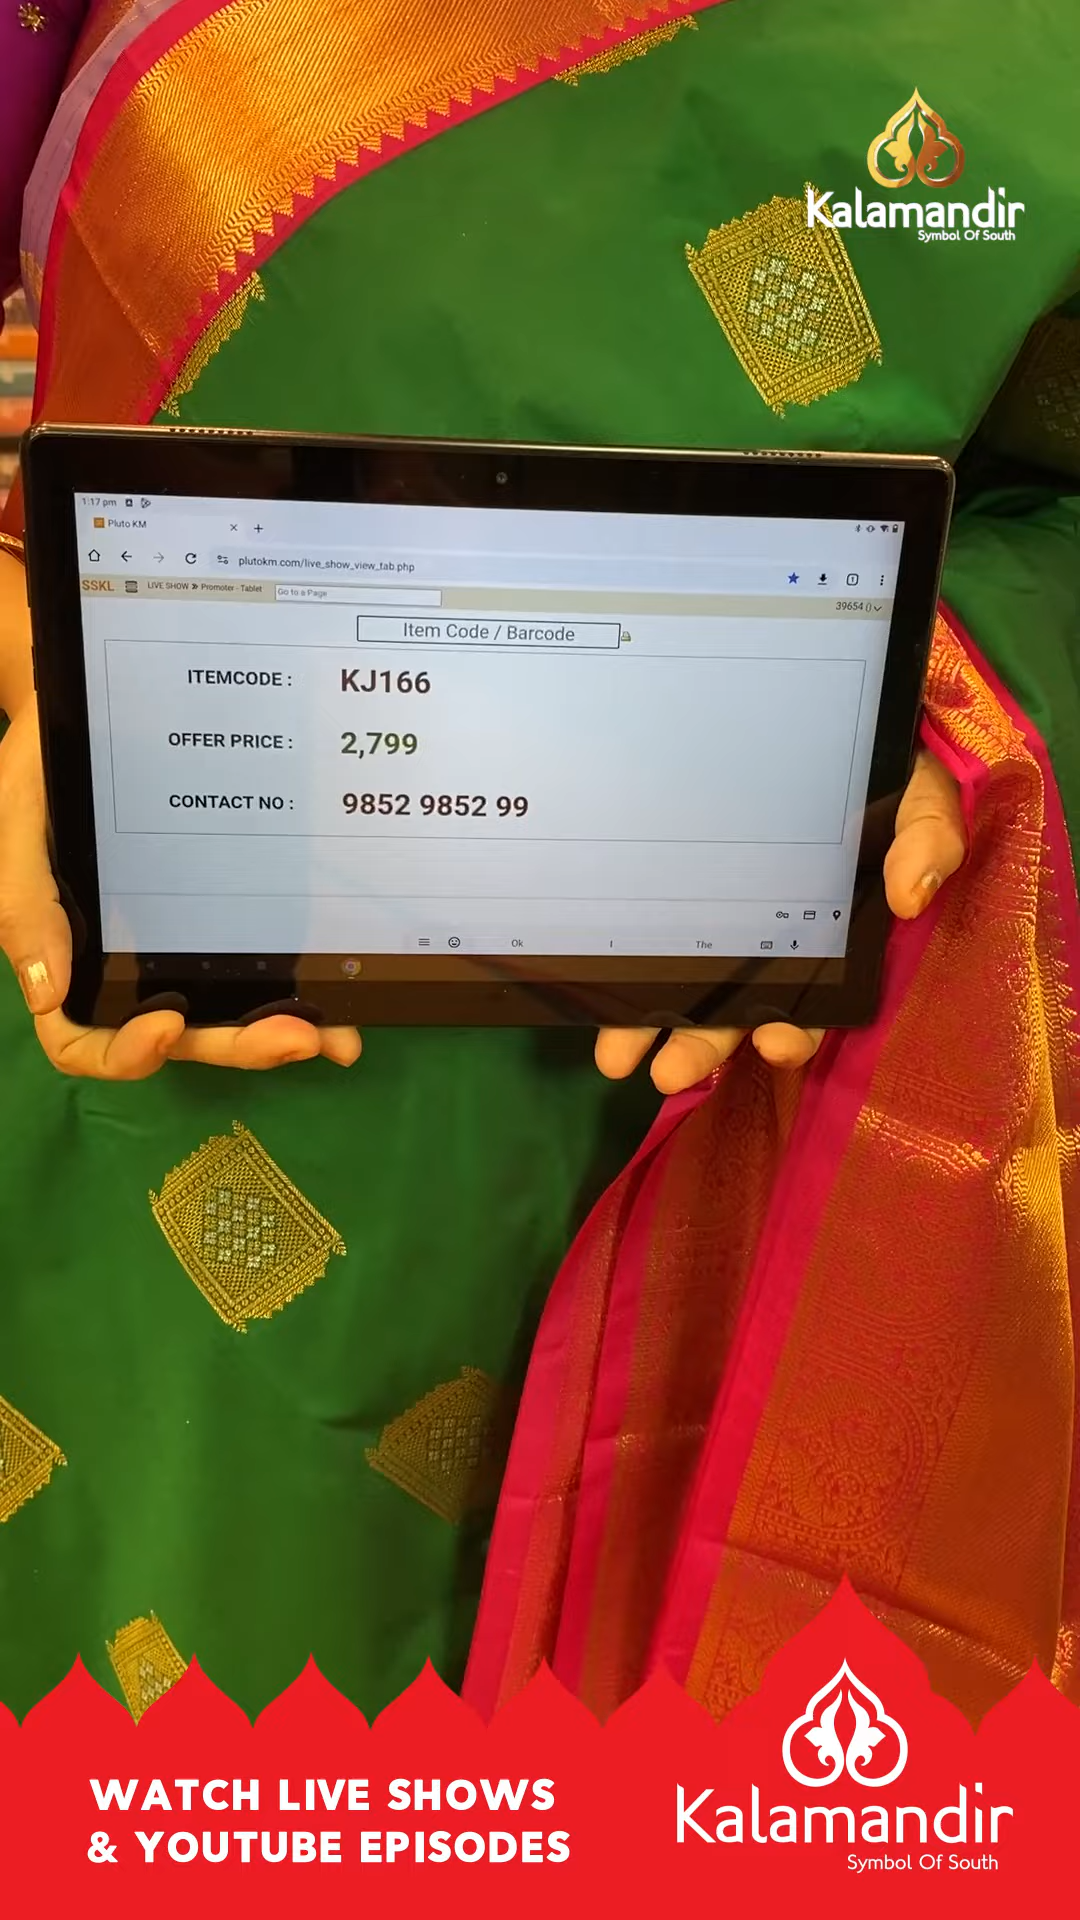 Kalamandir
Symbol Of South
1:17 pm
Pluto KM
plutokm.com/live_show_view_tab.php
SSKL
LIVE SHOW » Promoter - Tablet
Go to a Page
39654 ()
Item Code / Barcode
ITEMCODE : KJ166
OFFER PRICE : 2,799
CONTACT NO : 9852 9852 99
Ok I The
WATCH LIVE SHOWS
& YOUTUBE EPISODES
Kalamandir
Symbol Of South